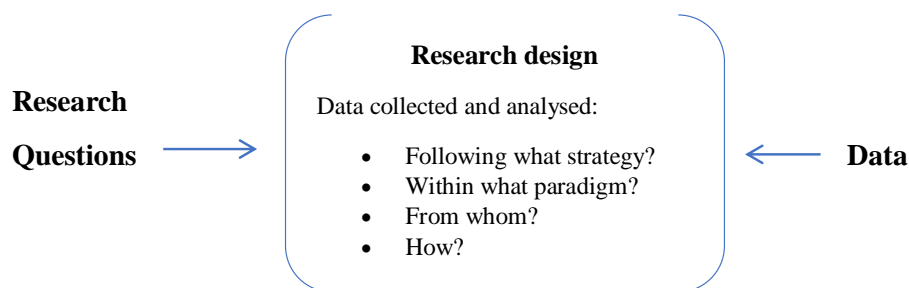 Research design
Research
Questions
Data collected and analysed:
• Following what strategy?
• Within what paradigm?
• From whom?
• How?
Data